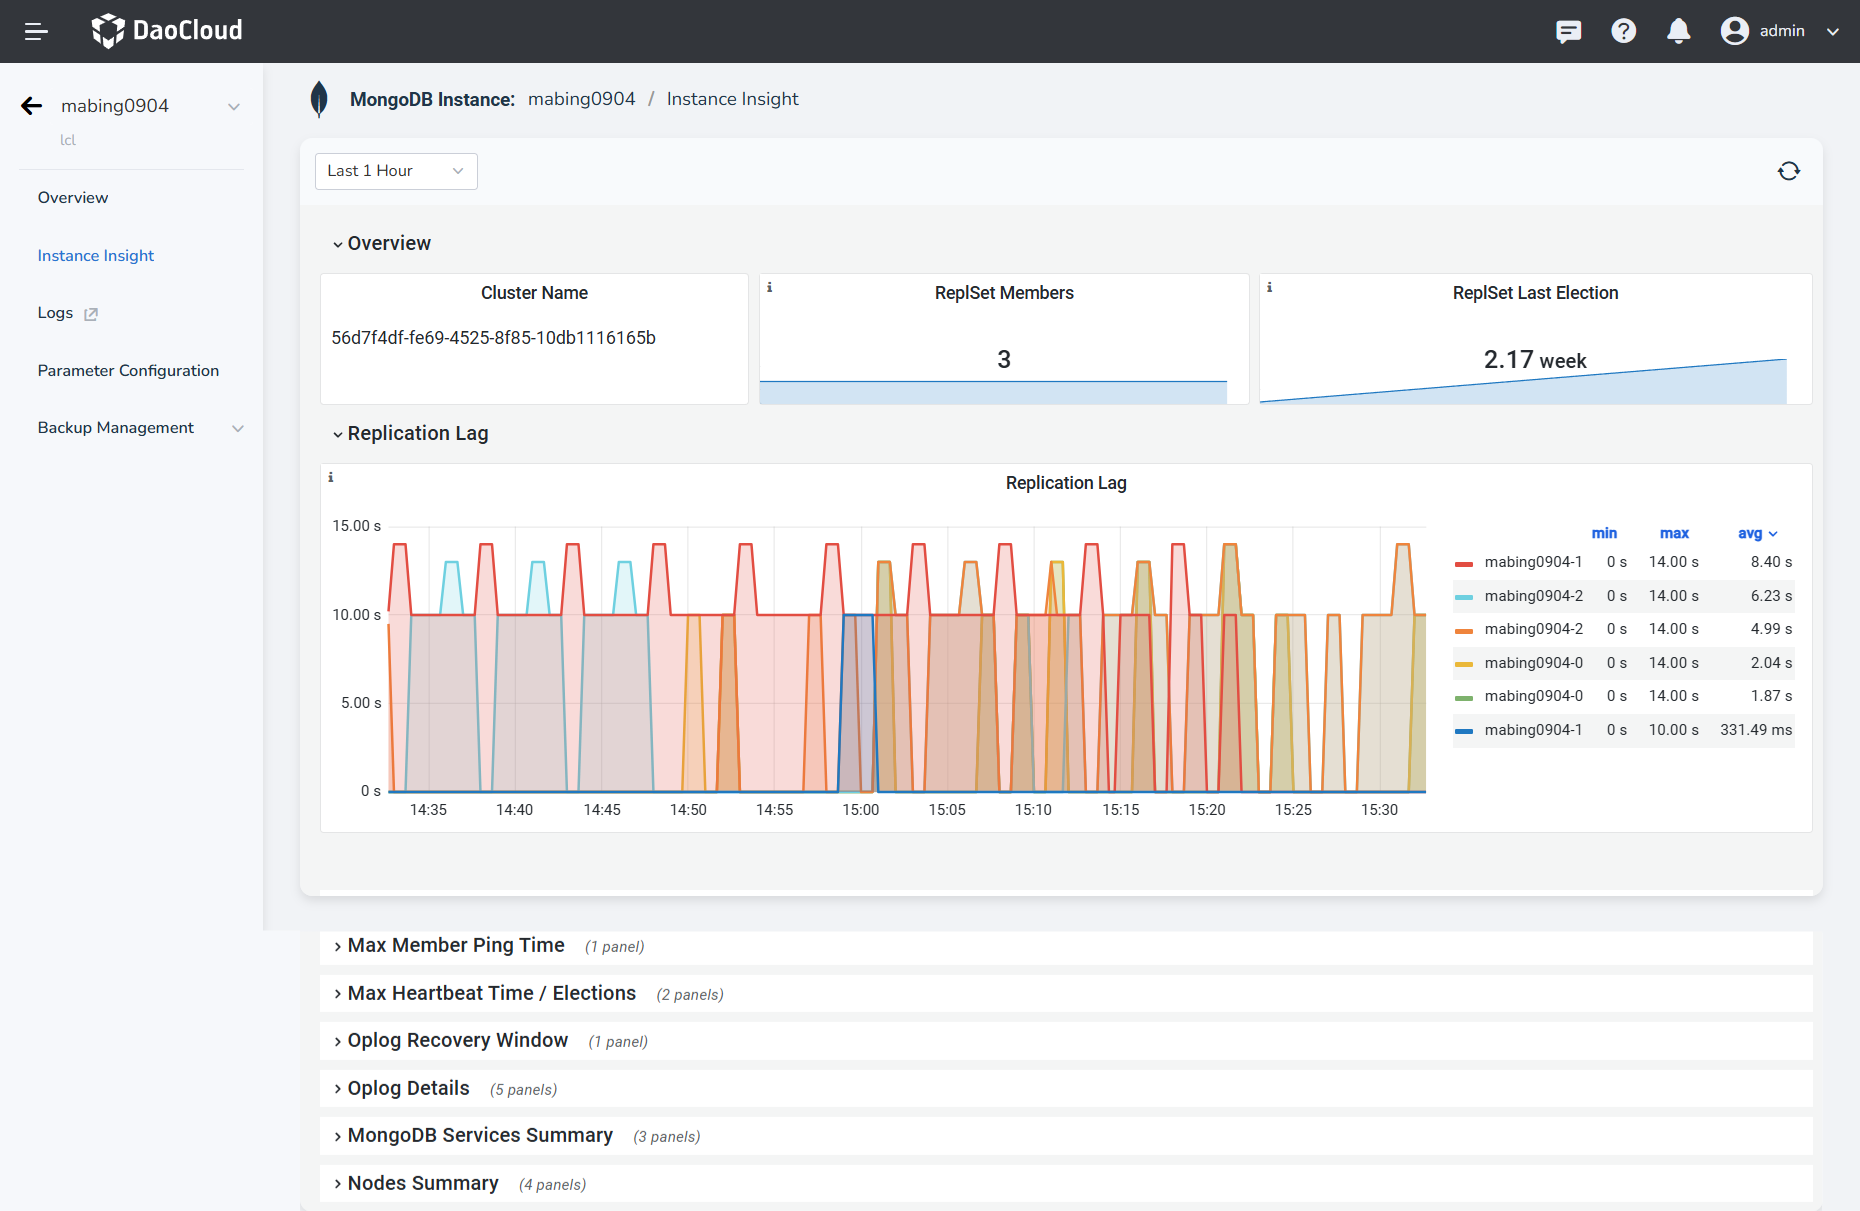 DaoCloud
admin
mabing0904
lcl
Overview
Instance Insight
Logs
Parameter Configuration
Backup Management
MongoDB Instance: mabing0904 / Instance Insight
Last 1 Hour
Overview
Cluster Name
56d7f4df-fe69-4525-8f85-10db1116165b
ReplSet Members
3
ReplSet Last Election
2.17 week
Replication Lag
Replication Lag
15.00 s
10.00 s
5.00 s
0 s
14:35 14:40 14:45 14:50 14:55 15:00 15:05 15:10 15:15 15:20 15:25 15:30
min max avg
mabing0904-1 0 s 14.00 s 8.40 s
mabing0904-2 0 s 14.00 s 6.23 s
mabing0904-2 0 s 14.00 s 4.99 s
mabing0904-0 0 s 14.00 s 2.04 s
mabing0904-0 0 s 14.00 s 1.87 s
mabing0904-1 0 s 10.00 s 331.49 ms
Max Member Ping Time (1 panel)
Max Heartbeat Time / Elections (2 panels)
Oplog Recovery Window (1 panel)
Oplog Details (5 panels)
MongoDB Services Summary (3 panels)
Nodes Summary (4 panels)